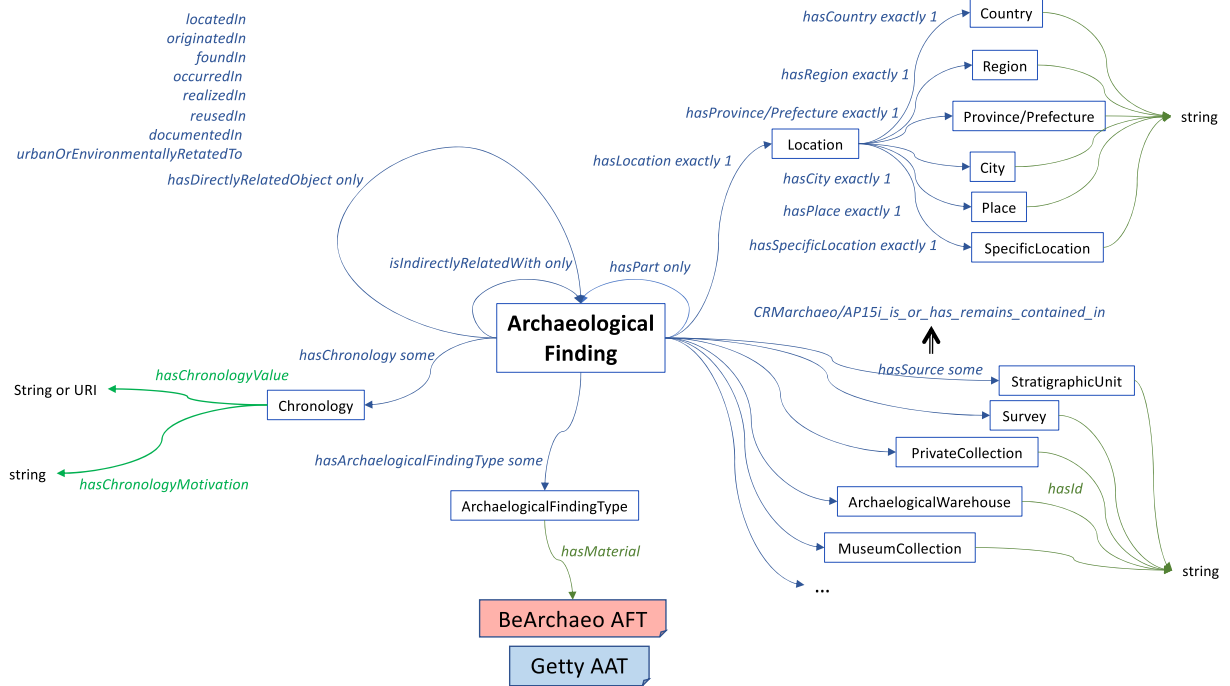 locatedIn
originatedIn
foundIn
occurredIn
realizedIn
reusedIn
documentedIn
urbanOrEnvironmentallyRetatedTo
hasDirectlyRelatedObject only
isIndirectlyRelatedWith only
hasPart only
Archaeological
Finding
hasLocation exactly 1
Location
hasCountry exactly 1
Country
hasRegion exactly 1
Region
hasProvince/Prefecture exactly 1
Province/Prefecture
hasCity exactly 1
City
hasPlace exactly 1
Place
hasSpecificLocation exactly 1
SpecificLocation
string
CRMarchaeo/AP15i_is_or_has_remains_contained_in
hasSource some
StratigraphicUnit
Survey
PrivateCollection
ArchaelogicalWarehouse
MuseumCollection
...
hasId
string
hasChronology some
Chronology
hasChronologyValue
String or URI
hasChronologyMotivation
string
hasArchaelogicalFindingType some
ArchaelogicalFindingType
hasMaterial
BeArchaeo AFT
Getty AAT